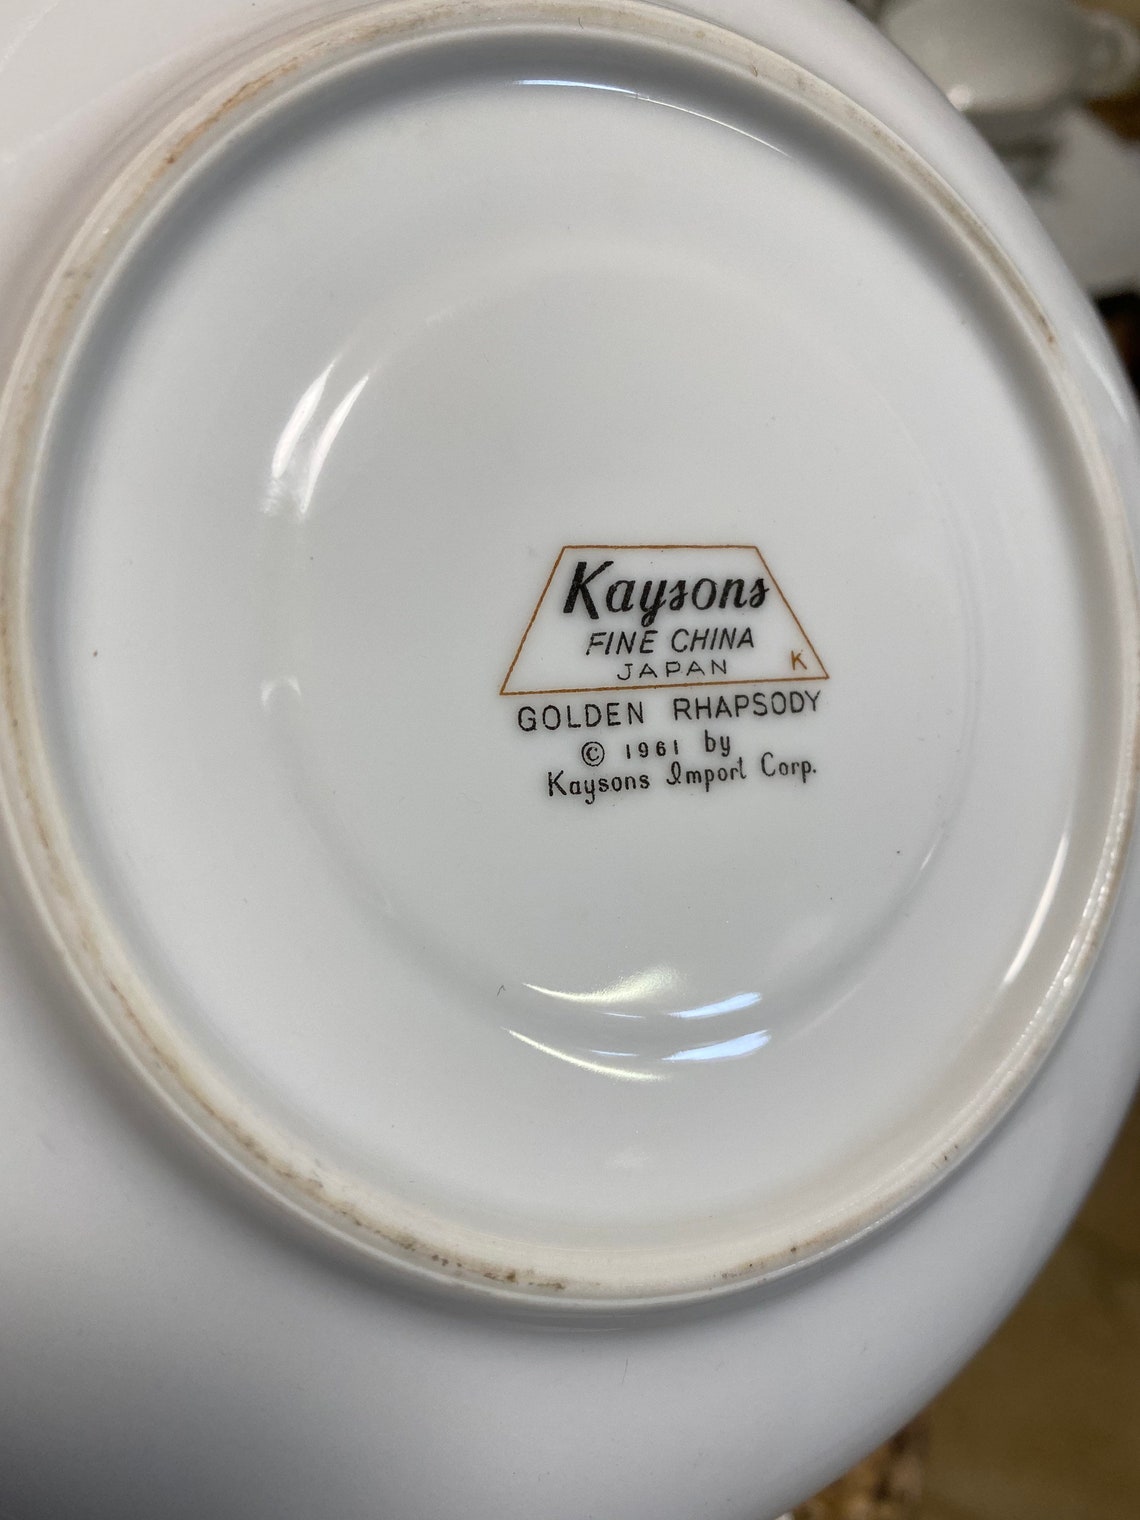 Kaysons
FINE CHINA
JAPAN K
GOLDEN RHAPSODY
© 1961 by
Kaysons Import Corp.